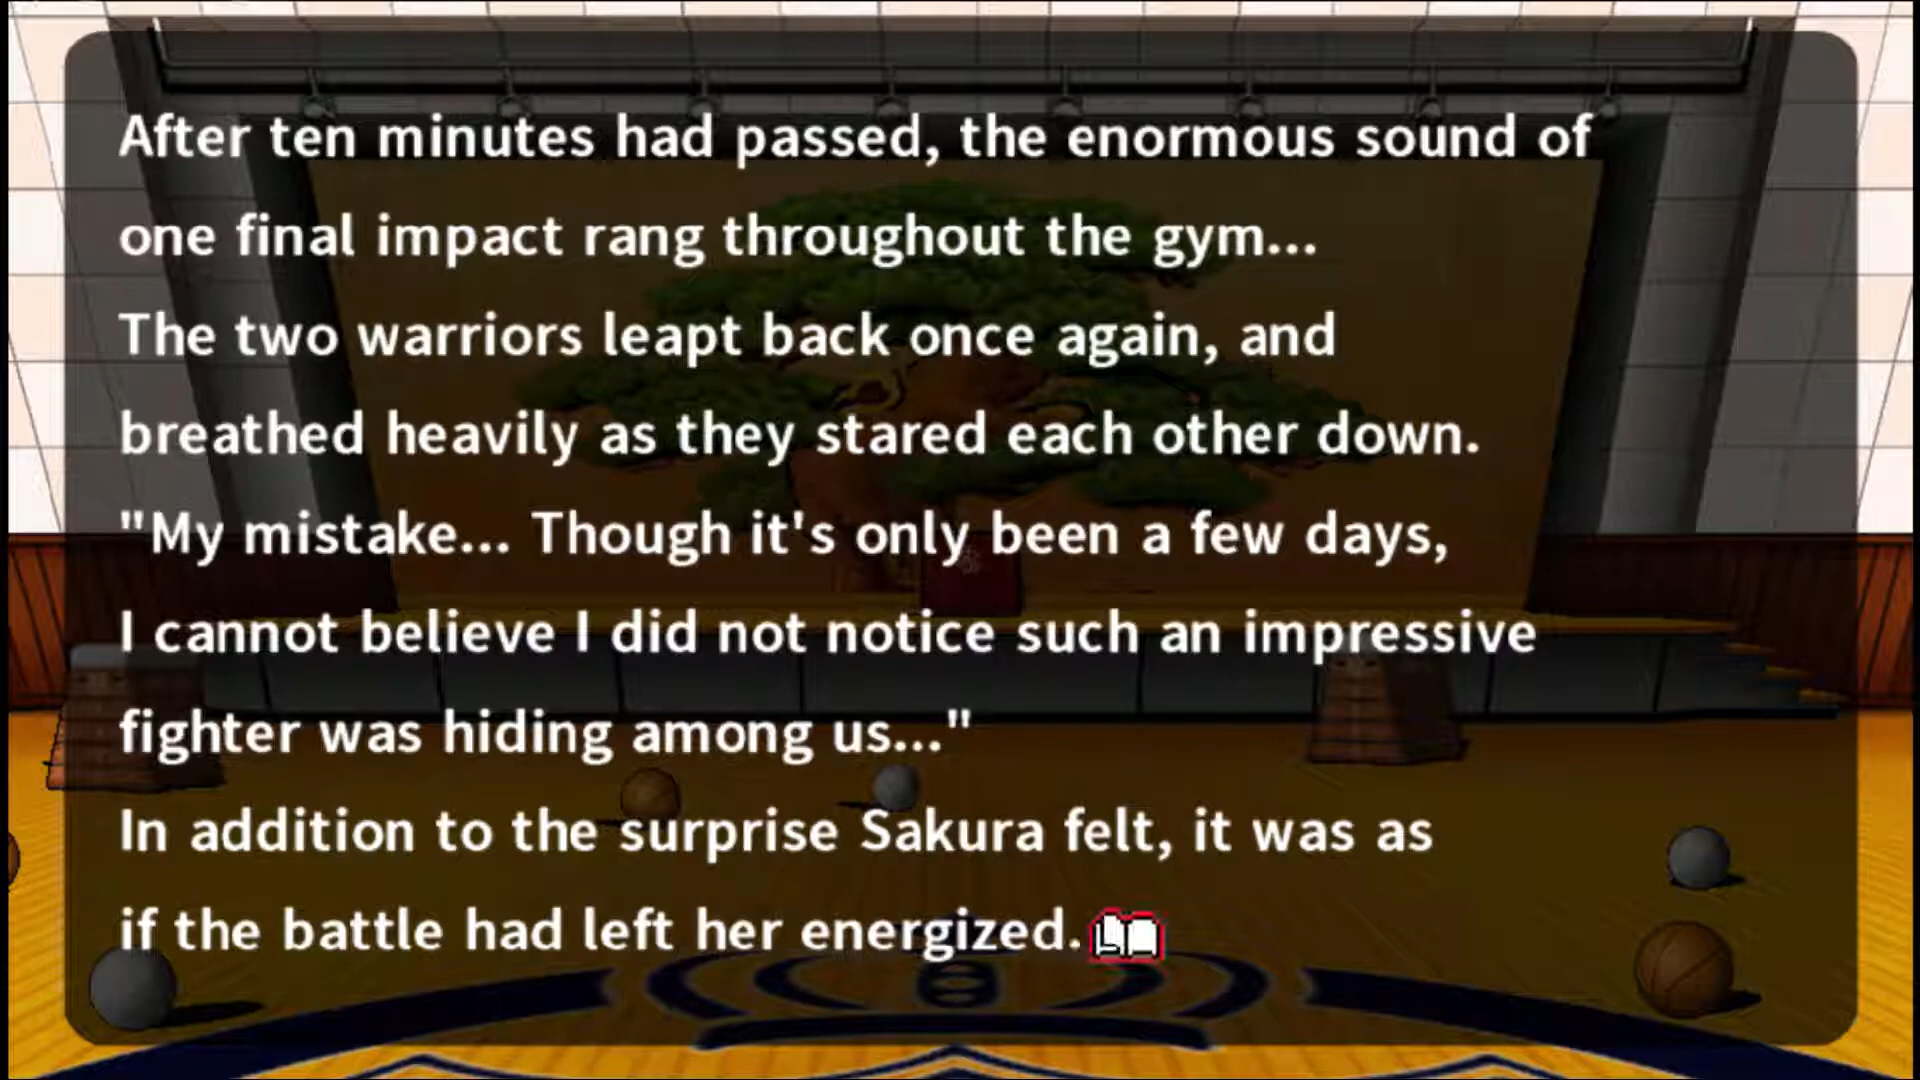 After ten minutes had passed, the enormous sound of
one final impact rang throughout the gym...
The two warriors leapt back once again, and
breathed heavily as they stared each other down.
"My mistake... Though it's only been a few days,
I cannot believe I did not notice such an impressive
fighter was hiding among us..."
In addition to the surprise Sakura felt, it was as
if the battle had left her energized.